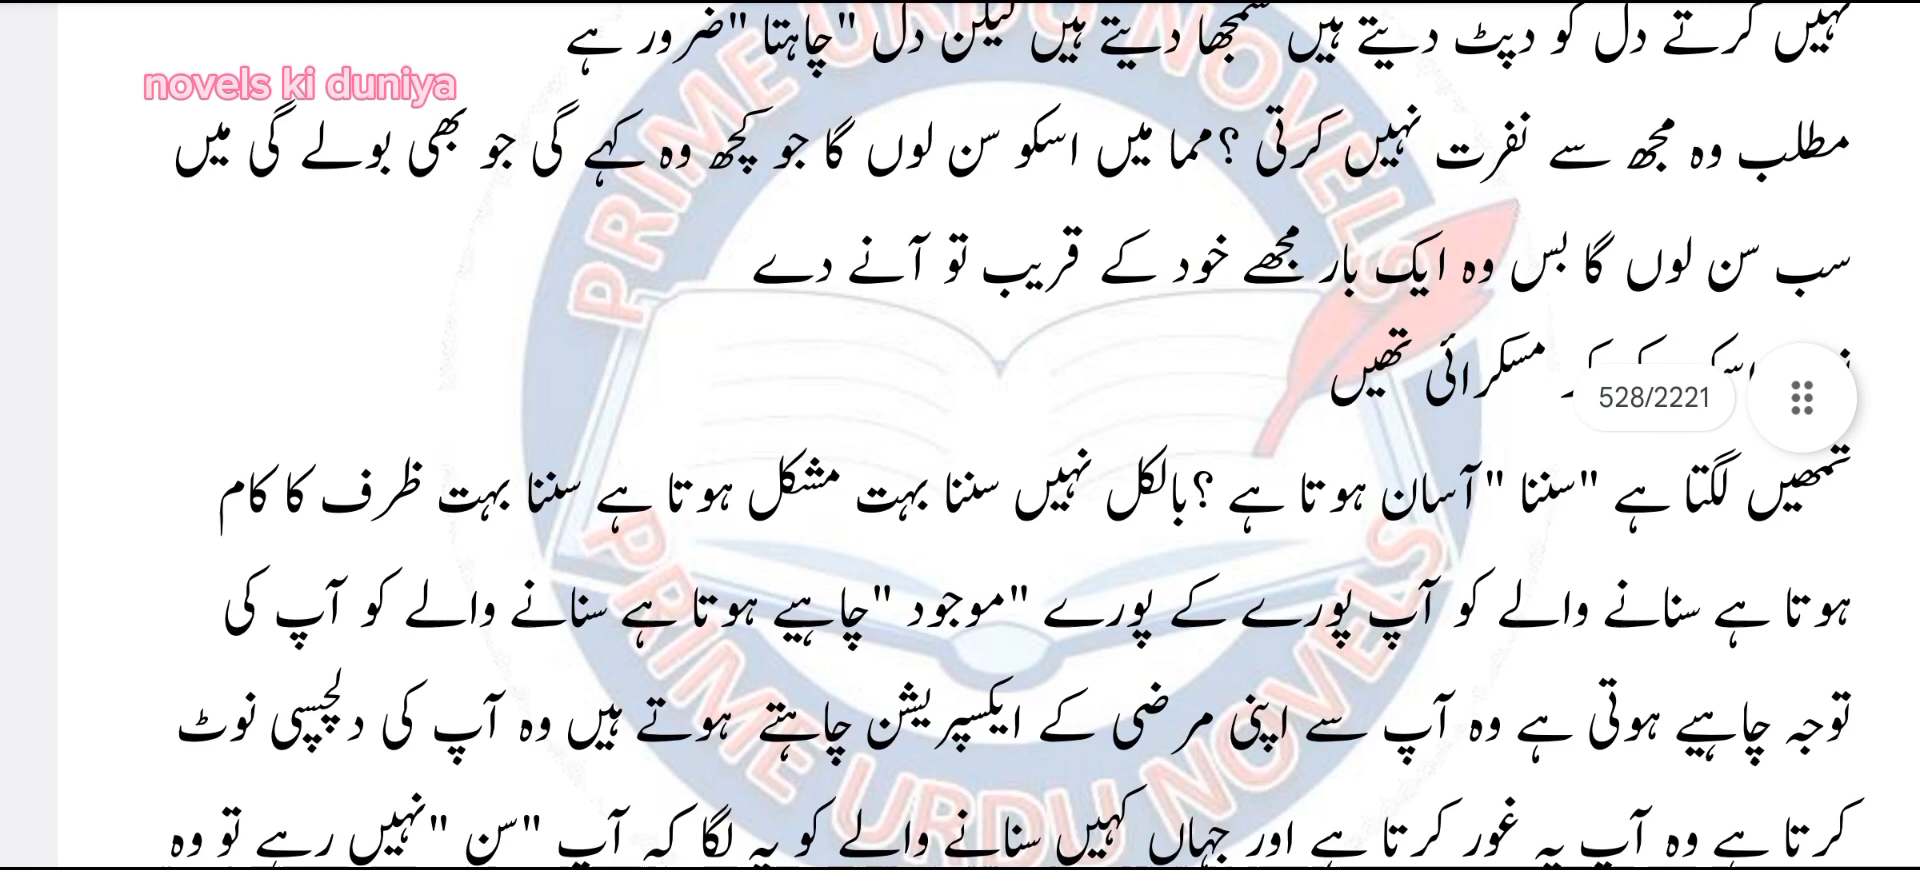 نہیں کرتے دل کو دپٹ دیتے ہیں سمجھا دیتے ہیں لیکن دل "چاہتا "ضرور ہے
novels ki duniya
مطلب وہ مجھ سے نفرت نہیں کرتی ؟مما میں اسکو سن لوں گا جو کچھ وہ کہے گی جو بھی بولے گی میں
سب سن لوں گا بس وہ ایک بار مجھے خود کے قریب تو آنے دے
مسکرائی تھیں
528/2221
تمھیں لگتا ہے "سننا "آسان ہوتا ہے ؟بالکل نہیں سننا بہت مشکل ہوتا ہے سننا بہت ظرف کا کام
ہوتا ہے سنانے والے کو آپ پورے کے پورے "موجود "چاہیے ہوتا ہے سنانے والے کو آپ کی
توجہ چاہیے ہوتی ہے وہ آپ سے اپنی مرضی کے ایکسپریشن چاہتے ہوتے ہیں وہ آپ کی دلچسپی نوٹ
کرتا ہے وہ آپ پہ غور کرتا ہے اور جہاں کہیں سنانے والے کو یہ لگا کہ آپ "سن "نہیں رہے تو وہ
PRIME URDU NOVELS
PRIME URDU NOVELS